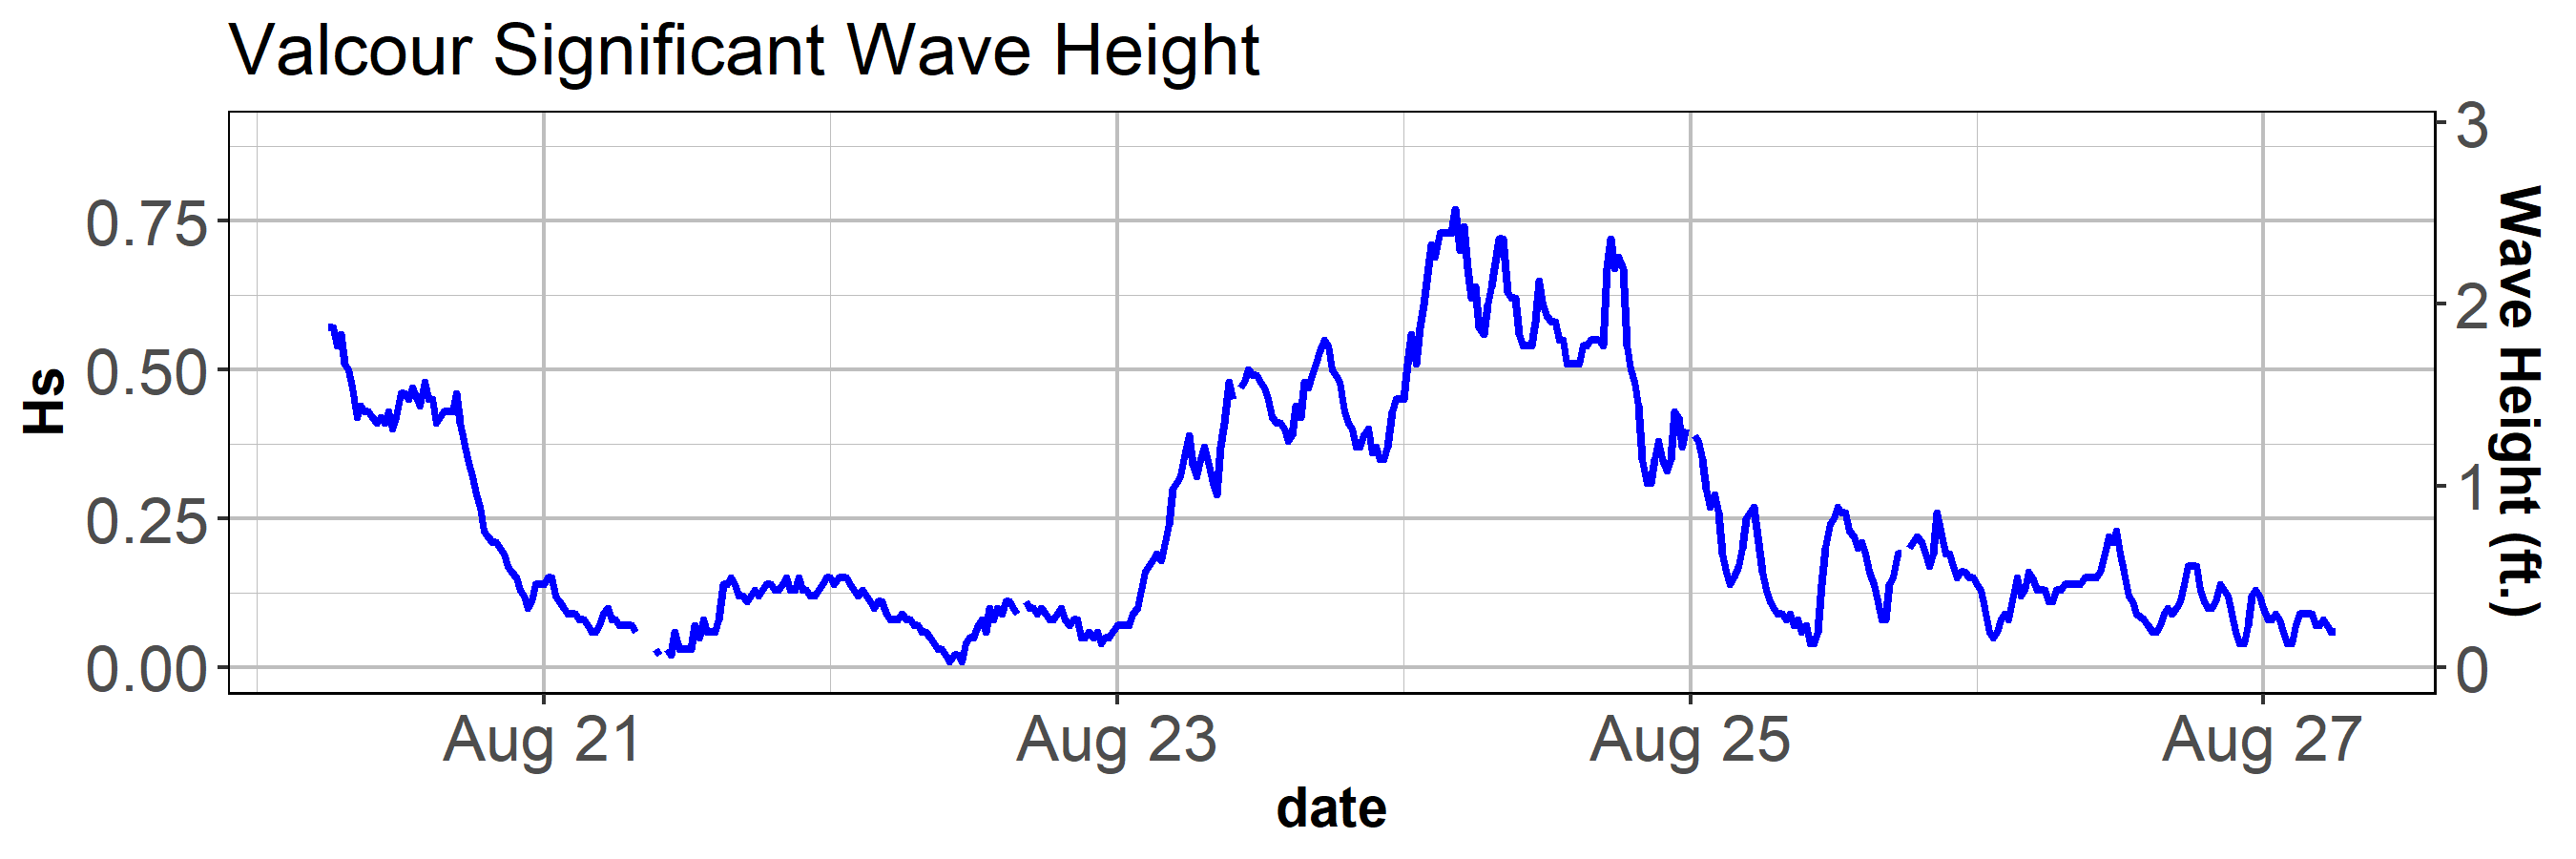 Valcour Significant Wave Height
Hs
0.75
0.50
0.25
0.00
3
2
1
0
Wave Height (ft.)
Aug 21
Aug 23
Aug 25
Aug 27
date